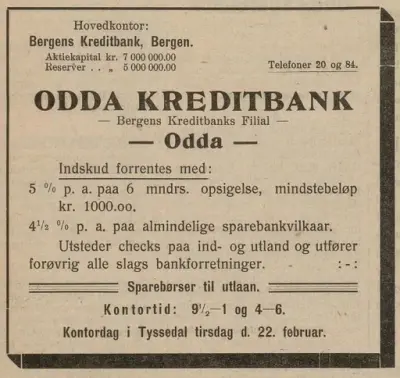 Hovedkontor:
Bergens Kreditbank, Bergen.
Aktiekapital kr. 7 000 000.00
Reserver . . „ 5 000 000.00
Telefoner 20 og 84.
ODDA KREDITBANK
— Bergens Kreditbanks Filial —
— Odda —
Indskud forrentes med:
5 % p. a. paa 6 mndrs. opsigelse, mindstebeløp
kr. 1000.00.
4½ % p. a. paa almindelige sparebankvilkaar.
Utsteder checks paa ind- og utland og utfører
forøvrig alle slags bankforretninger. :-:
Sparebørser til utlaan.
Kontortid: 9½—1 og 4—6.
Kontordag i Tyssedal tirsdag d. 22. februar.